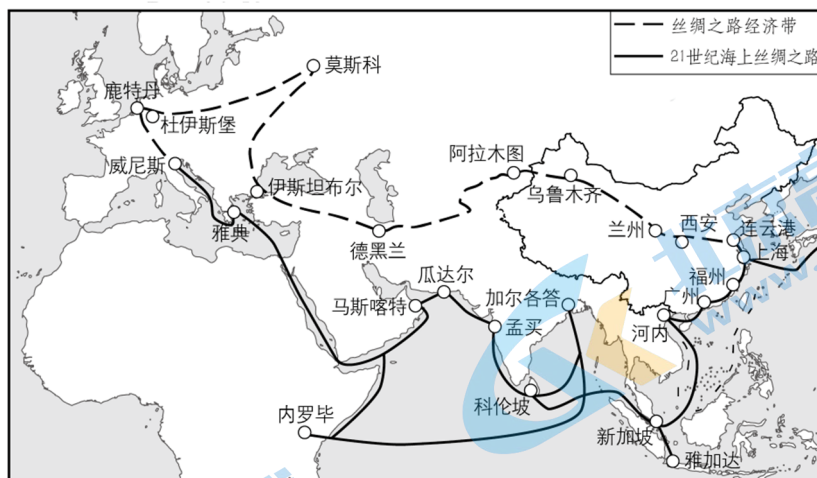 丝绸之路经济带
21世纪海上丝绸之路
莫斯科
鹿特丹
杜伊斯堡
威尼斯
伊斯坦布尔
雅典
德黑兰
阿拉木图
乌鲁木齐
兰州
西安
连云港
上海
福州
广州
河内
瓜达尔
马斯喀特
加尔各答
孟买
科伦坡
内罗毕
新加坡
雅加达